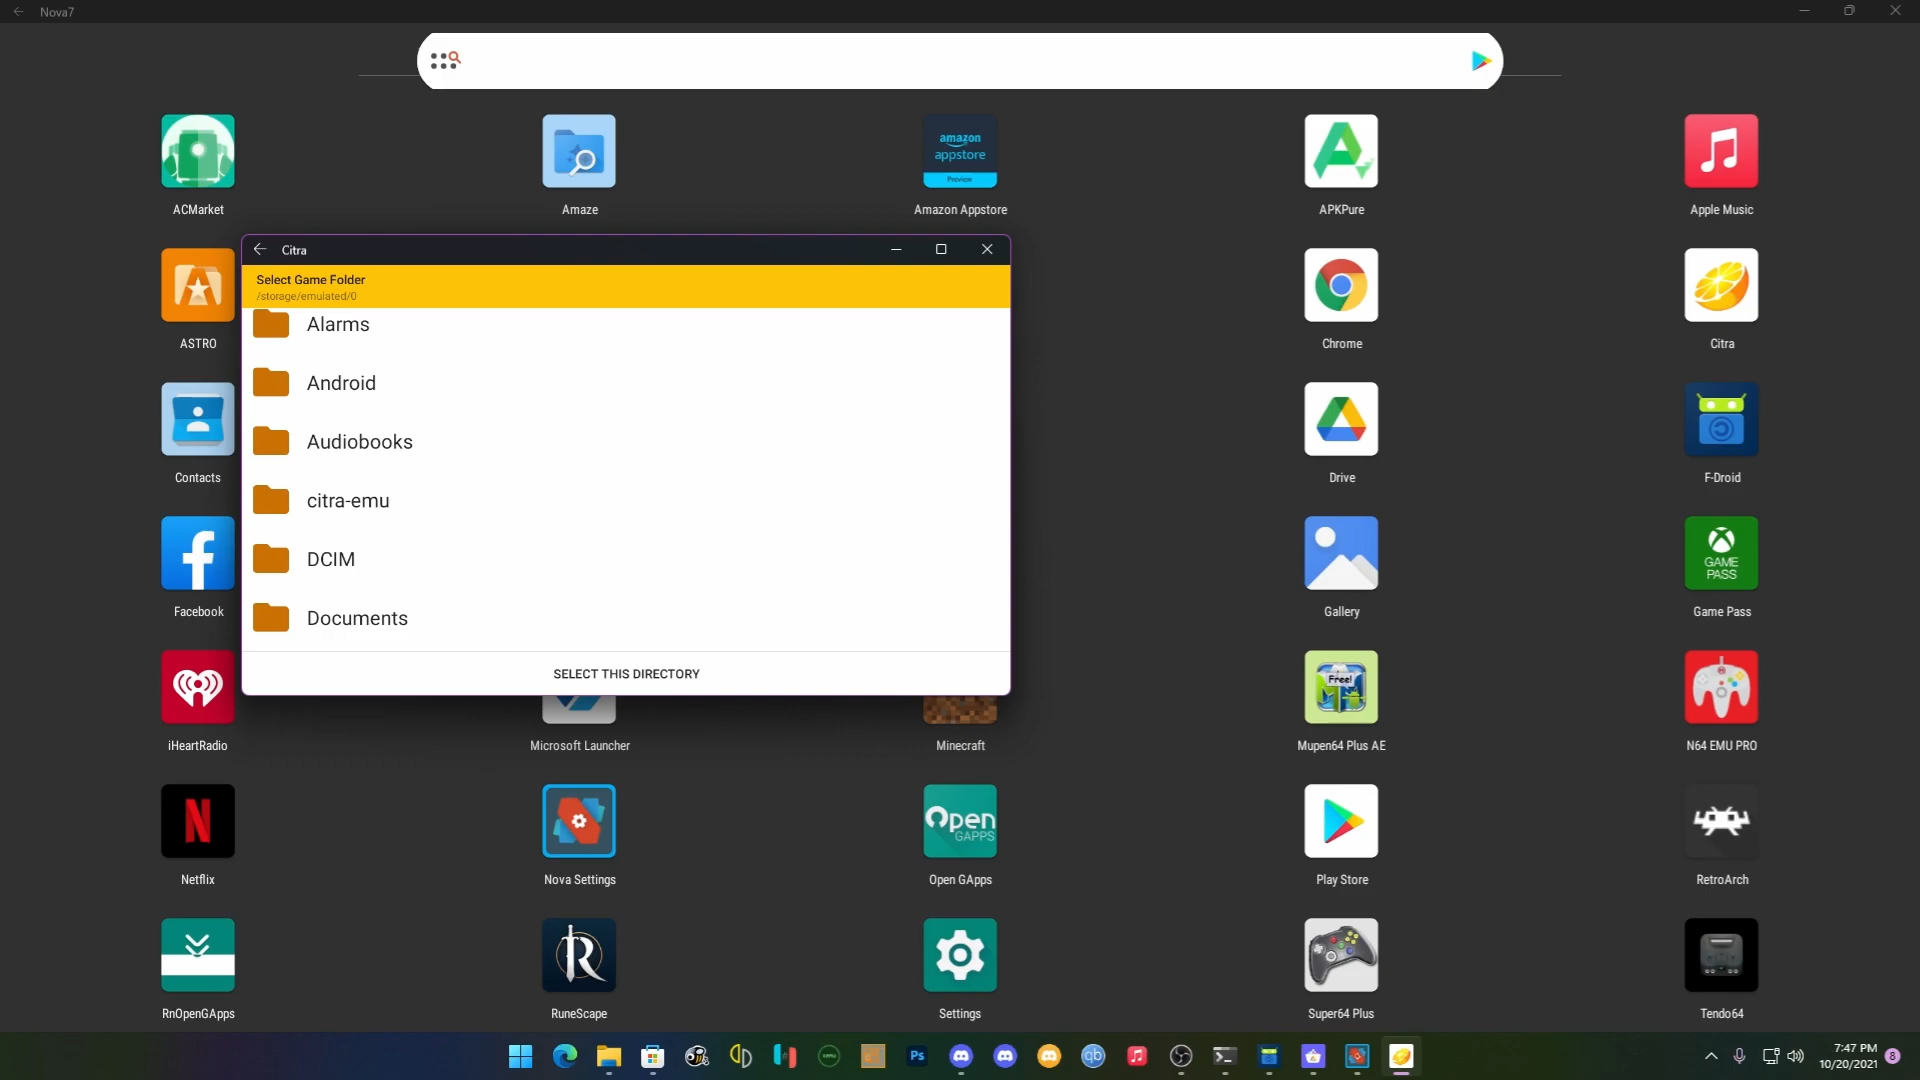 Nova7
amazon
appstore
Preview
ACMarket
Amaze
Amazon Appstore
APKPure
Apple Music
Citra
Select Game Folder
/storage/emulated/0
Alarms
Android
Audiobooks
citra-emu
DCIM
Documents
SELECT THIS DIRECTORY
ASTRO
Chrome
Citra
Contacts
Drive
F-Droid
GAME
PASS
Facebook
Gallery
Game Pass
Free!
iHeartRadio
Microsoft Launcher
Minecraft
Mupen64 Plus AE
N64 EMU PRO
Open
GAPPS
Netflix
Nova Settings
Open GApps
Play Store
RetroArch
RnOpenGApps
RuneScape
Settings
Super64 Plus
Tendo64
Ps
qb
7:47 PM
10/20/2021
8